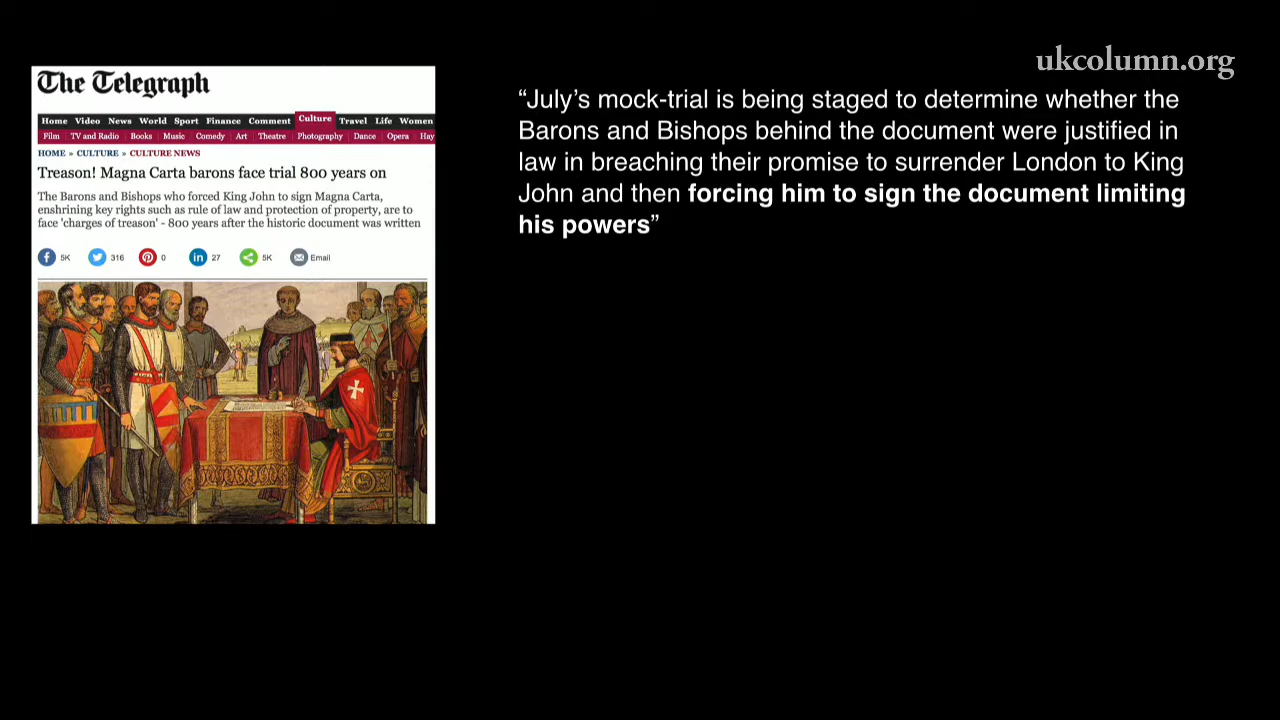 ukcolumn.org
The Telegraph
Home Video News World Sport Finance Comment Culture Travel Life Women
Film TV and Radio Books Music Comedy Art Theatre Photography Dance Opera Hay
HOME » CULTURE » CULTURE NEWS
Treason! Magna Carta barons face trial 800 years on
The Barons and Bishops who forced King John to sign Magna Carta,
enshrining key rights such as rule of law and protection of property, are to
face 'charges of treason' - 800 years after the historic document was written
5K 316 0 27 5K Email
“July’s mock-trial is being staged to determine whether the
Barons and Bishops behind the document were justified in
law in breaching their promise to surrender London to King
John and then forcing him to sign the document limiting
his powers”